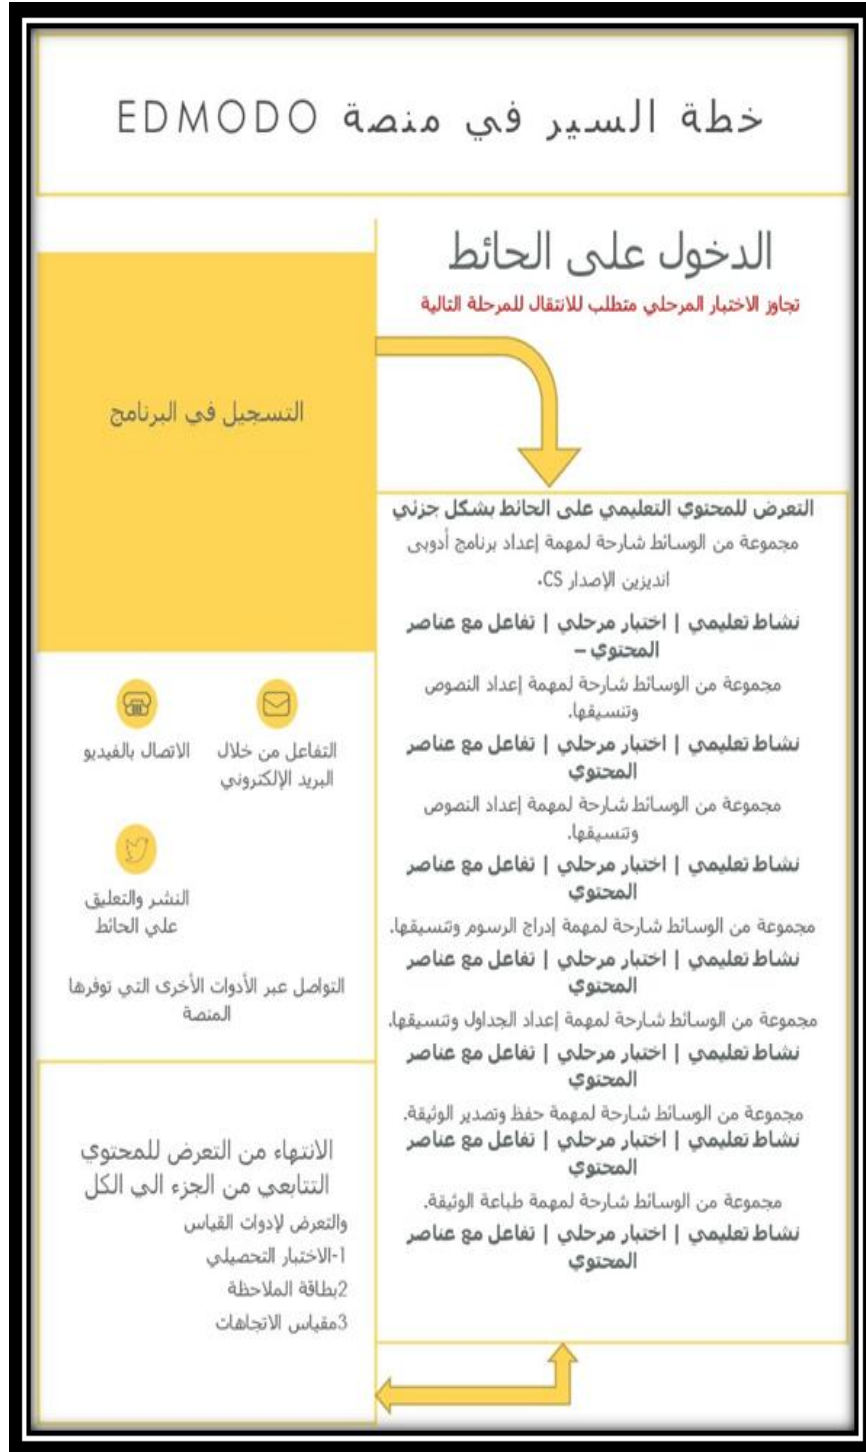 خطة السير في منصة EDMODO
الدخول على الحائط
تجاوز الاختبار المرحلي متطلب للانتقال للمرحلة التالية
التسجيل في البرنامج
التعرض للمحتوي التعليمي على الحائط بشكل جزئي
مجموعة من الوسائط شارحة لمهمة إعداد برنامج أدوبى
انديزين الإصدار CS.
نشاط تعليمي | اختبار مرحلي | تفاعل مع عناصر
المحتوي –
مجموعة من الوسائط شارحة لمهمة إعداد النصوص
وتنسيقها.
نشاط تعليمي | اختبار مرحلي | تفاعل مع عناصر
المحتوي
مجموعة من الوسائط شارحة لمهمة إعداد النصوص
وتنسيقها.
نشاط تعليمي | اختبار مرحلي | تفاعل مع عناصر
المحتوي
مجموعة من الوسائط شارحة لمهمة إدراج الرسوم وتنسيقها.
نشاط تعليمي | اختبار مرحلي | تفاعل مع عناصر
المحتوي
مجموعة من الوسائط شارحة لمهمة إعداد الجداول وتنسيقها.
نشاط تعليمي | اختبار مرحلي | تفاعل مع عناصر
المحتوي
مجموعة من الوسائط شارحة لمهمة حفظ وتصدير الوثيقة.
نشاط تعليمي | اختبار مرحلي | تفاعل مع عناصر
المحتوي
مجموعة من الوسائط شارحة لمهمة طباعة الوثيقة.
نشاط تعليمي | اختبار مرحلي | تفاعل مع عناصر
المحتوي
التفاعل من خلال
البريد الإلكتروني
الاتصال بالفيديو
النشر والتعليق
علي الحائط
التواصل عبر الأدوات الأخرى التي توفرها
المنصة
الانتهاء من التعرض للمحتوي
التتابعي من الجزء الي الكل
والتعرض لإدوات القياس
1-الاختبار التحصيلي
2بطاقة الملاحظة
3مقياس الاتجاهات